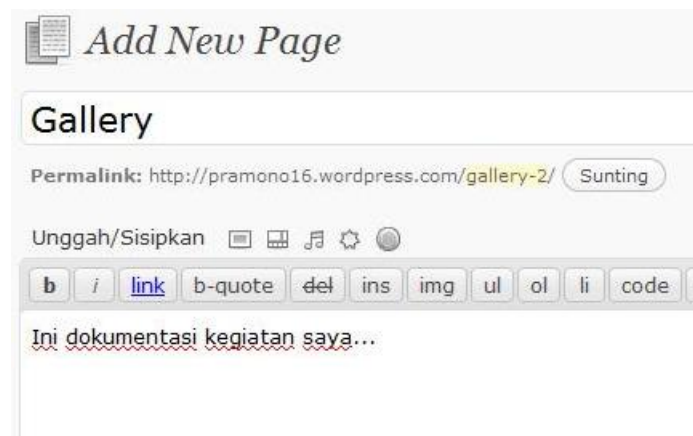 Add New Page
Gallery
Permalink: http://pramono16.wordpress.com/gallery-2/ Sunting
Unggah/Sisipkan
b i link b-quote del ins img ul ol li code
Ini dokumentasi kegiatan saya...